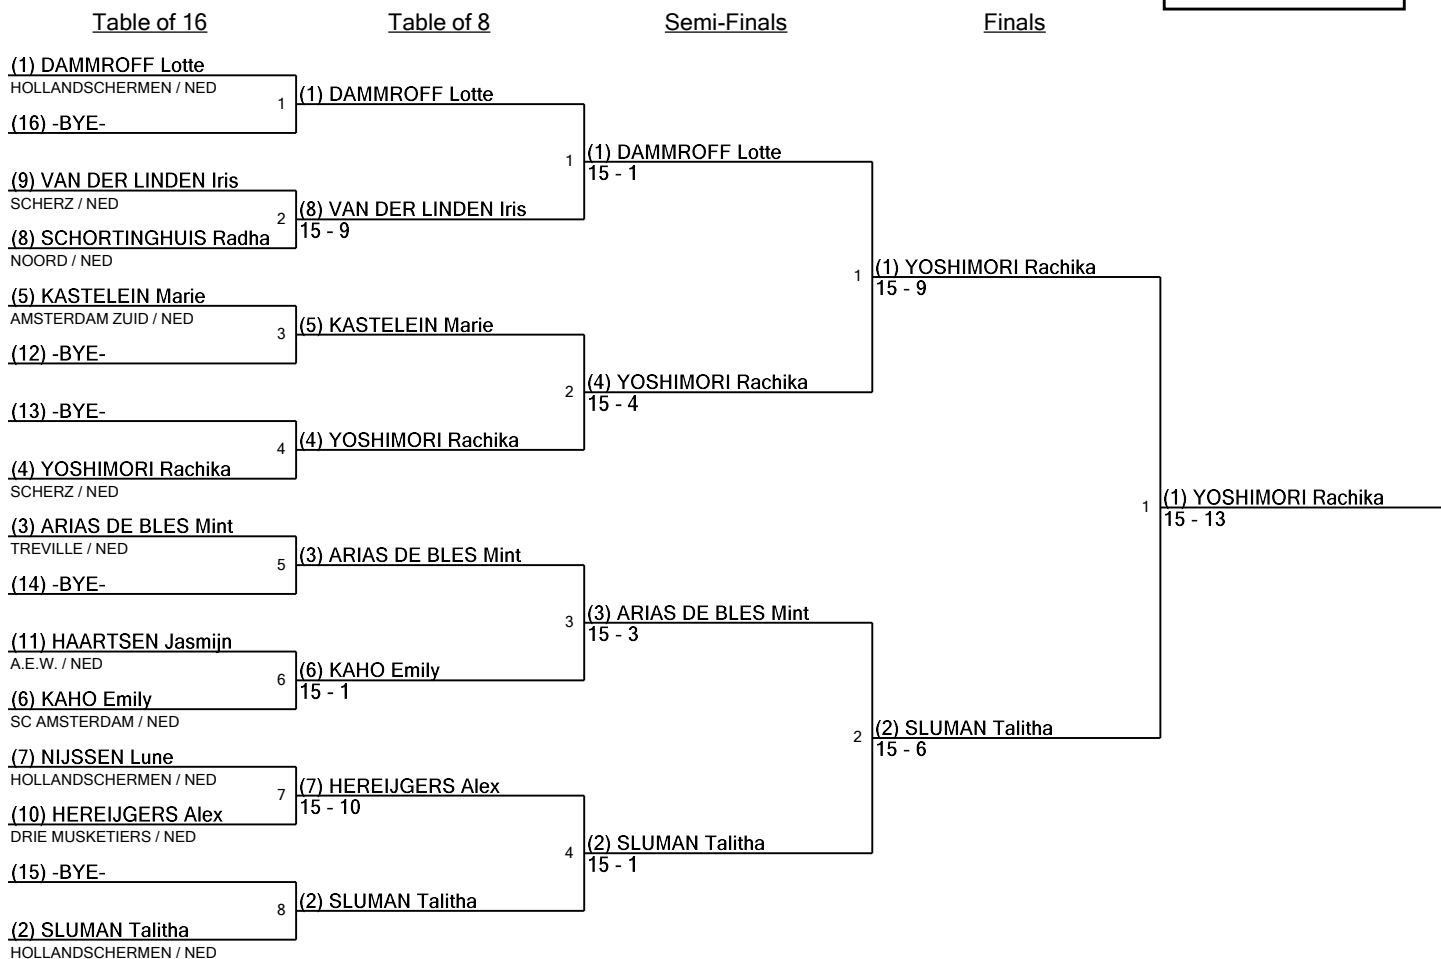 Table of 16
Table of 8
Semi-Finals
Finals
(1) DAMMROFF Lotte
HOLLANDSCHERMEN / NED
1
(16) -BYE-
(9) VAN DER LINDEN Iris
SCHERZ / NED
2
(8) SCHORTINGHUIS Radha
NOORD / NED
(5) KASTELEIN Marie
AMSTERDAM ZUID / NED
3
(12) -BYE-
(13) -BYE-
4
(4) YOSHIMORI Rachika
SCHERZ / NED
(3) ARIAS DE BLES Mint
TREVILLE / NED
5
(14) -BYE-
(11) HAARTSEN Jasmijn
A.E.W. / NED
6
(6) KAHO Emily
SC AMSTERDAM / NED
(7) NIJSSEN Lune
HOLLANDSCHERMEN / NED
7
(10) HEREIJGERS Alex
DRIE MUSKETIERS / NED
(15) -BYE-
8
(2) SLUMAN Talitha
HOLLANDSCHERMEN / NED
(1) DAMMROFF Lotte
1
(8) VAN DER LINDEN Iris
15 - 9
(5) KASTELEIN Marie
2
(4) YOSHIMORI Rachika
(3) ARIAS DE BLES Mint
3
(6) KAHO Emily
15 - 1
(7) HEREIJGERS Alex
15 - 10
4
(2) SLUMAN Talitha
(1) DAMMROFF Lotte
15 - 1
1
(4) YOSHIMORI Rachika
15 - 4
(3) ARIAS DE BLES Mint
15 - 3
2
(2) SLUMAN Talitha
15 - 1
(1) YOSHIMORI Rachika
15 - 9
1
(2) SLUMAN Talitha
15 - 6
(1) YOSHIMORI Rachika
15 - 13